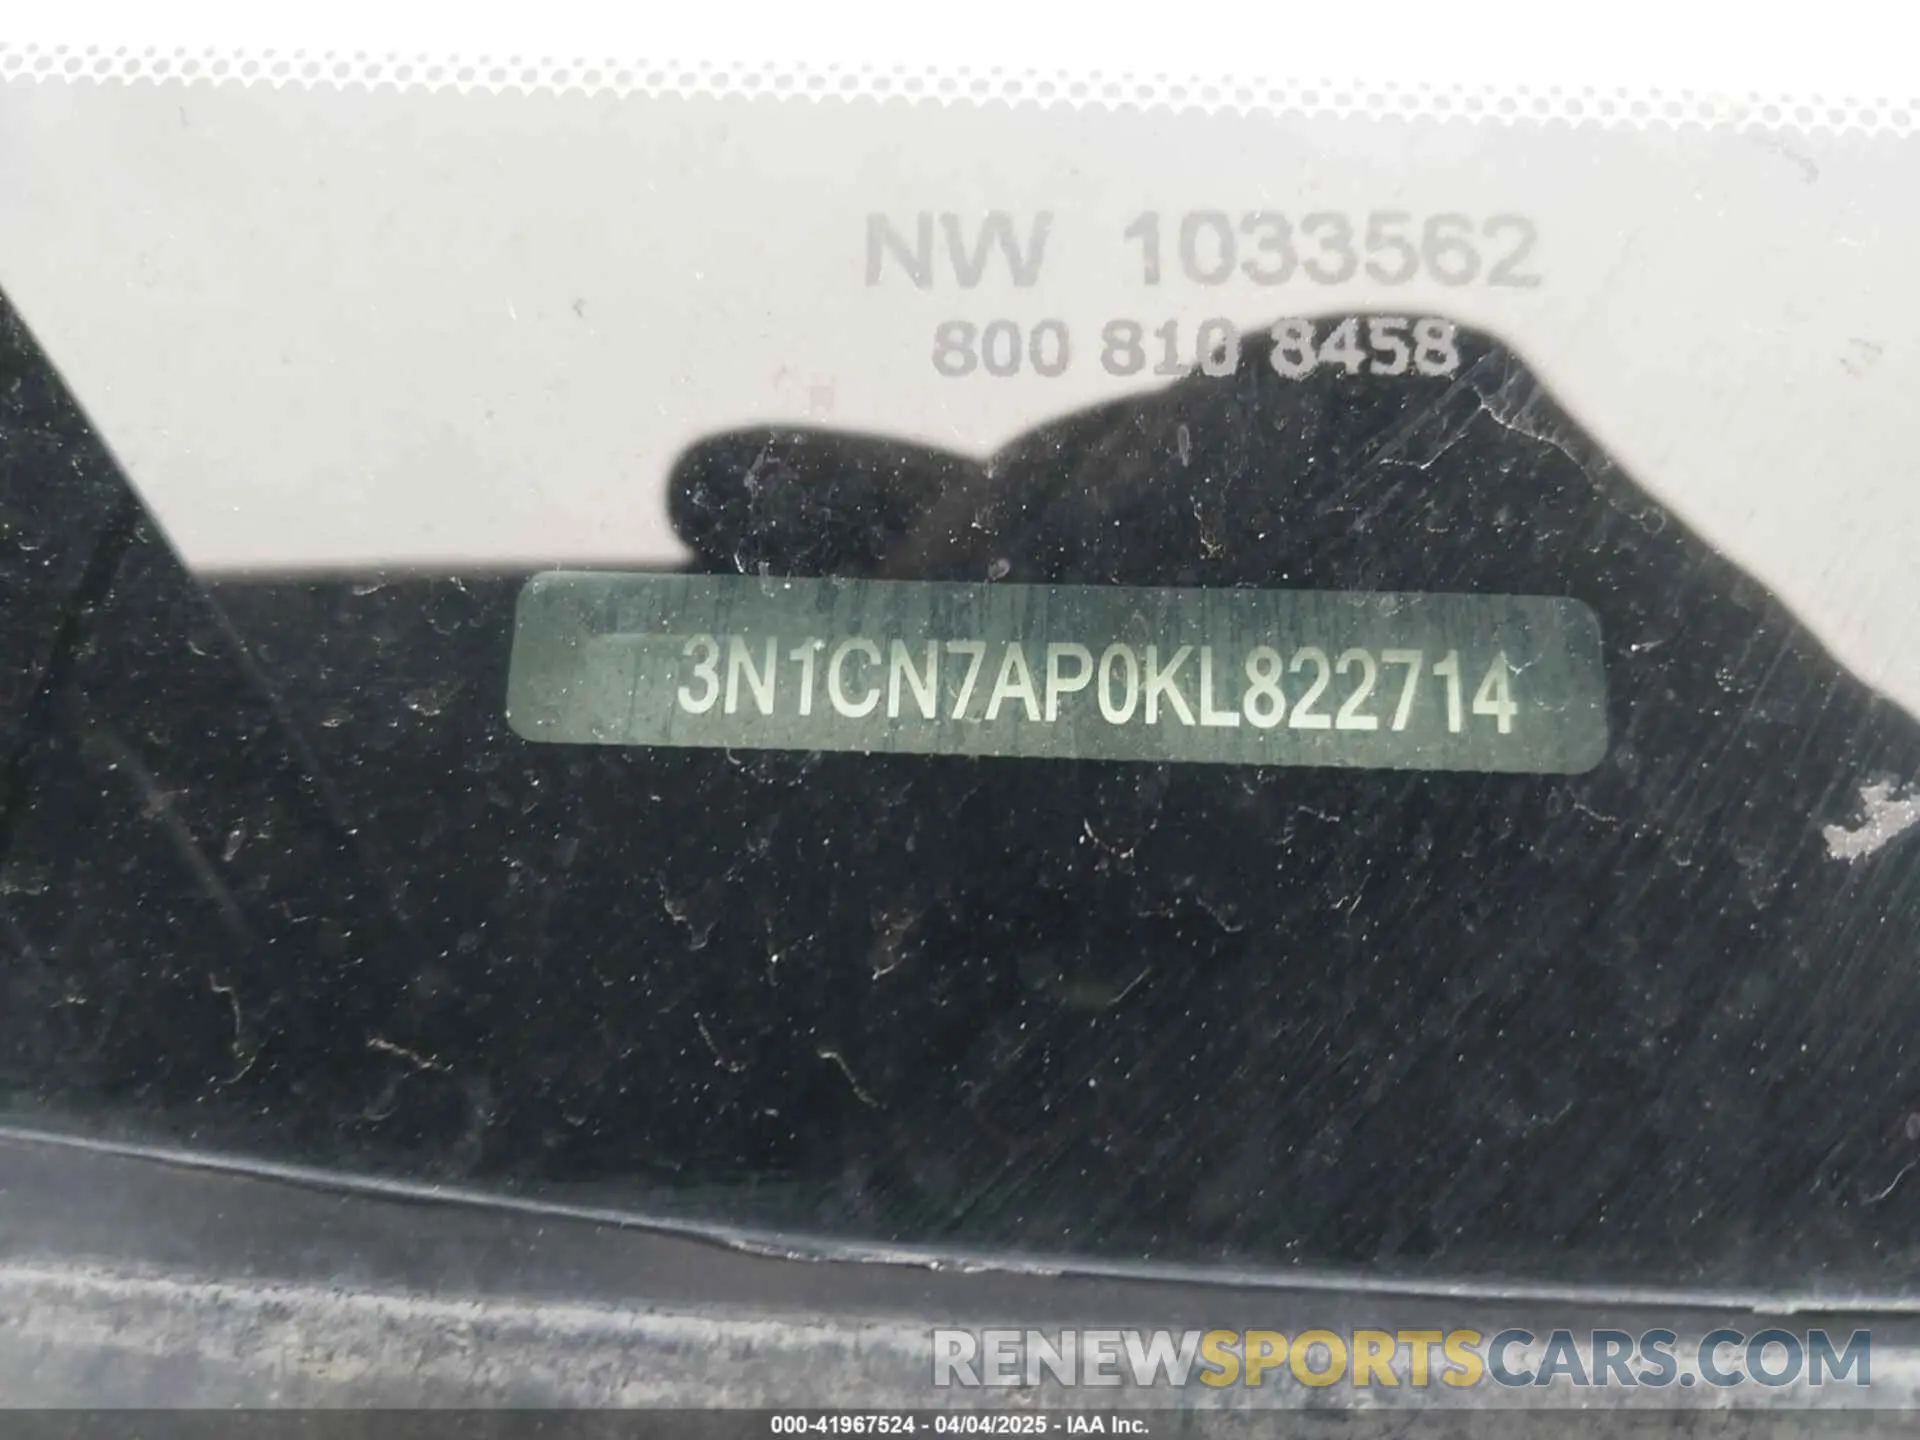 NW 1033562
800 810 8458
3N1CN7AP0KL822714
RENEWSPORTSCARS.COM
000-41967524 - 04/04/2025 - IAA Inc.